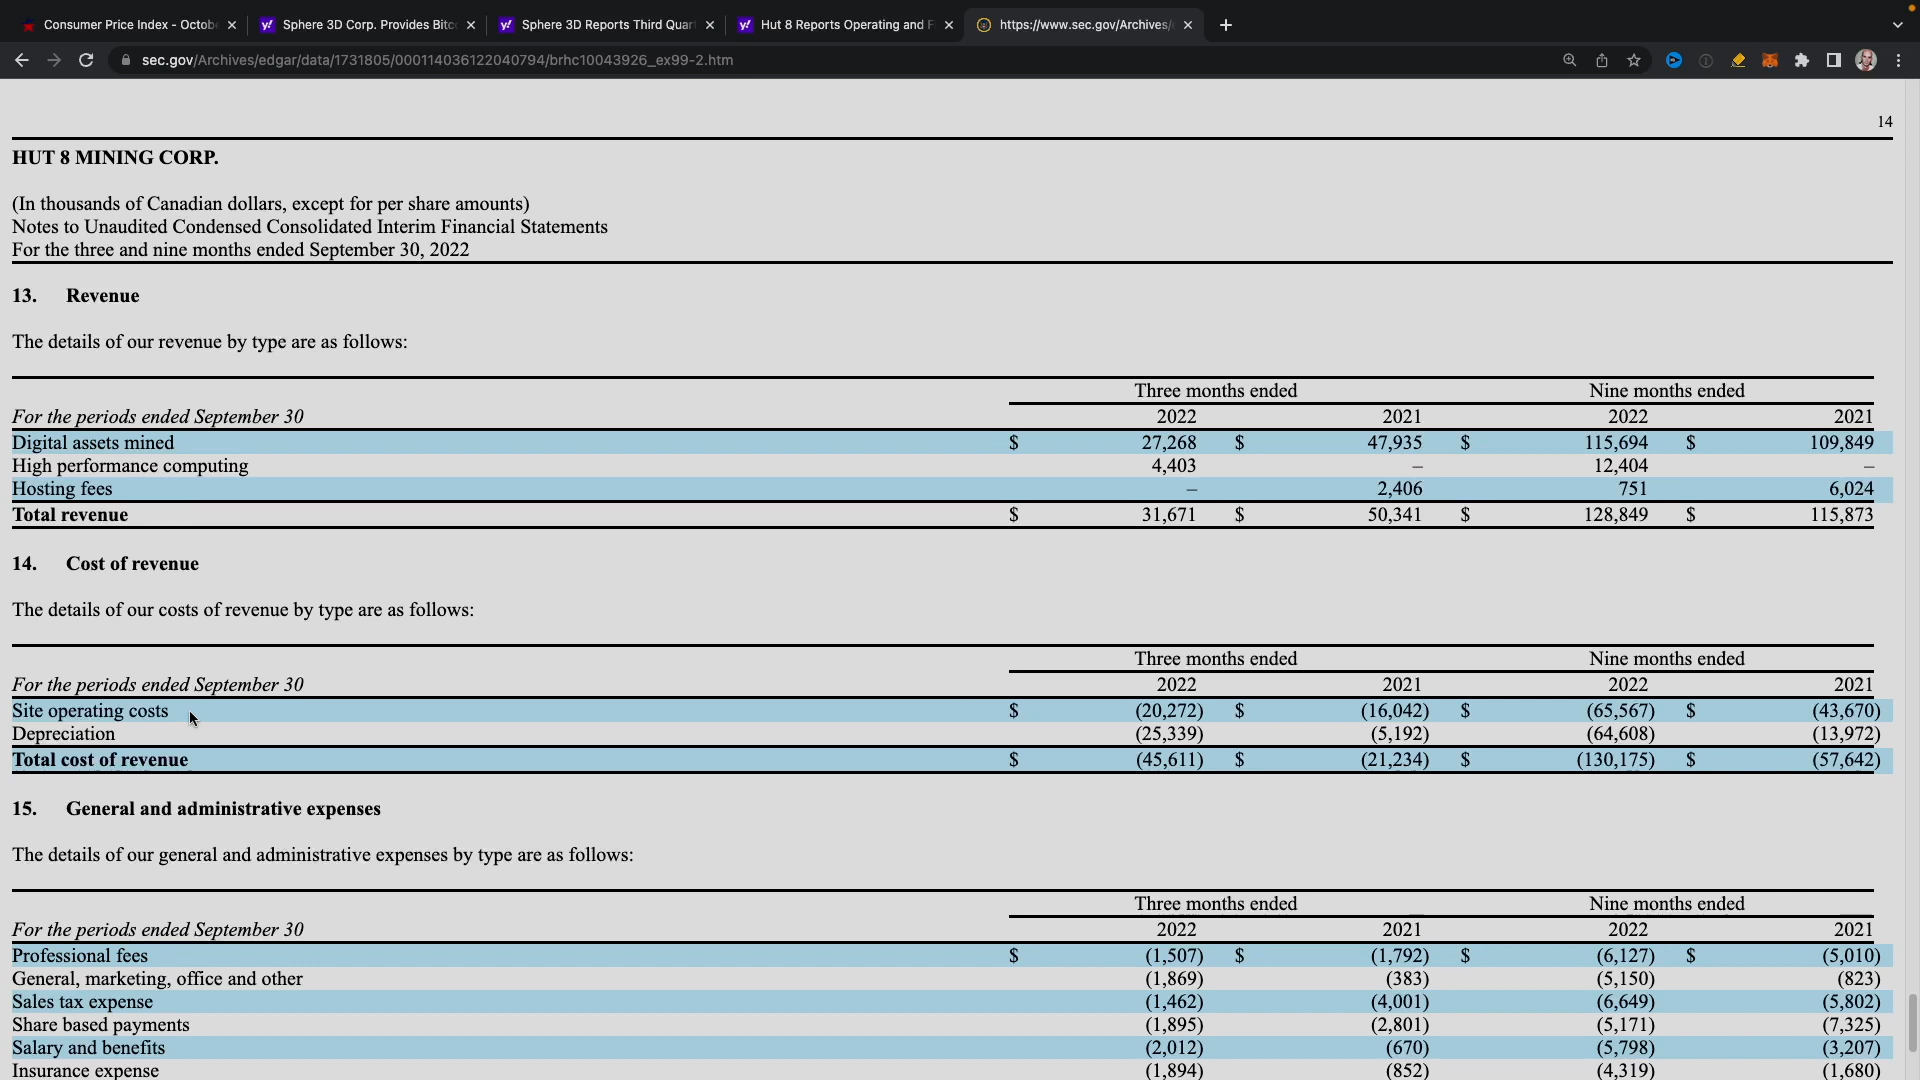 Consumer Price Index - Octob
Sphere 3D Corp. Provides Bitc
Sphere 3D Reports Third Quar
Hut 8 Reports Operating and F
https://www.sec.gov/Archives/
sec.gov/Archives/edgar/data/1731805/000114036122040794/brhc10043926_ex99-2.htm
14
HUT 8 MINING CORP.
(In thousands of Canadian dollars, except for per share amounts)
Notes to Unaudited Condensed Consolidated Interim Financial Statements
For the three and nine months ended September 30, 2022
13. Revenue
The details of our revenue by type are as follows:
Three months ended Nine months ended
For the periods ended September 30 2022 2021 2022 2021
Digital assets mined $ 27,268 $ 47,935 $ 115,694 $ 109,849
High performance computing 4,403 – 12,404 –
Hosting fees – 2,406 751 6,024
Total revenue $ 31,671 $ 50,341 $ 128,849 $ 115,873
14. Cost of revenue
The details of our costs of revenue by type are as follows:
Three months ended Nine months ended
For the periods ended September 30 2022 2021 2022 2021
Site operating costs $ (20,272) $ (16,042) $ (65,567) $ (43,670)
Depreciation (25,339) (5,192) (64,608) (13,972)
Total cost of revenue $ (45,611) $ (21,234) $ (130,175) $ (57,642)
15. General and administrative expenses
The details of our general and administrative expenses by type are as follows:
Three months ended Nine months ended
For the periods ended September 30 2022 2021 2022 2021
Professional fees $ (1,507) $ (1,792) $ (6,127) $ (5,010)
General, marketing, office and other (1,869) (383) (5,150) (823)
Sales tax expense (1,462) (4,001) (6,649) (5,802)
Share based payments (1,895) (2,801) (5,171) (7,325)
Salary and benefits (2,012) (670) (5,798) (3,207)
Insurance expense (1,894) (852) (4,319) (1,680)